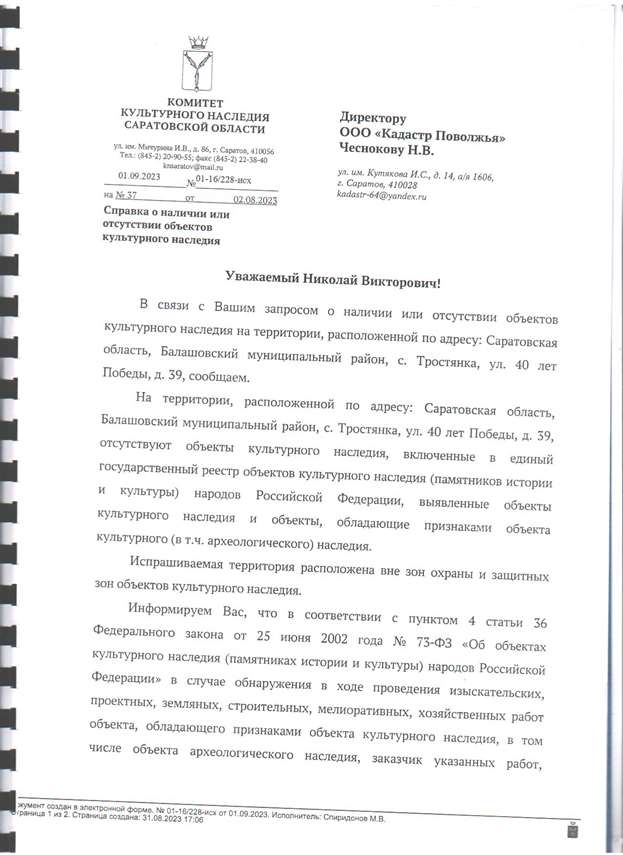 КОМИТЕТ
КУЛЬТУРНОГО НАСЛЕДИЯ
САРАТОВСКОЙ ОБЛАСТИ
ул. им. Мичурина И.В., д. 86, г. Саратов, 410056
Тел.: (845-2) 20-90-55; факс (845-2) 22-38-40
knsaratov@mail.ru
01.09.2023 № 01-16/228-исх
на № 37 от 02.08.2023
Справка о наличии или
отсутствии объектов
культурного наследия
Директору
ООО «Кадастр Поволжья»
Чеснокову Н.В.
ул. им. Кутякова И.С., д. 14, а/я 1606,
г. Саратов, 410028
kadastr-64@yandex.ru
Уважаемый Николай Викторович!
В связи с Вашим запросом о наличии или отсутствии объектов
культурного наследия на территории, расположенной по адресу: Саратовская
область, Балашовский муниципальный район, с. Тростянка, ул. 40 лет
Победы, д. 39, сообщаем.
На территории, расположенной по адресу: Саратовская область,
Балашовский муниципальный район, с. Тростянка, ул. 40 лет Победы, д. 39,
отсутствуют объекты культурного наследия, включенные в единый
государственный реестр объектов культурного наследия (памятников истории
и культуры) народов Российской Федерации, выявленные объекты
культурного наследия и объекты, обладающие признаками объекта
культурного (в т.ч. археологического) наследия.
Испрашиваемая территория расположена вне зон охраны и защитных
зон объектов культурного наследия.
Информируем Вас, что в соответствии с пунктом 4 статьи 36
Федерального закона от 25 июня 2002 года № 73-ФЗ «Об объектах
культурного наследия (памятниках истории и культуры) народов Российской
Федерации» в случае обнаружения в ходе проведения изыскательских,
проектных, земляных, строительных, мелиоративных, хозяйственных работ
объекта, обладающего признаками объекта культурного наследия, в том
числе объекта археологического наследия, заказчик указанных работ,
окумент создан в электронной форме. № 01-16/228-исх от 01.09.2023. Исполнитель: Спиридонов М.В.
траница 1 из 2. Страница создана: 31.08.2023 17:06